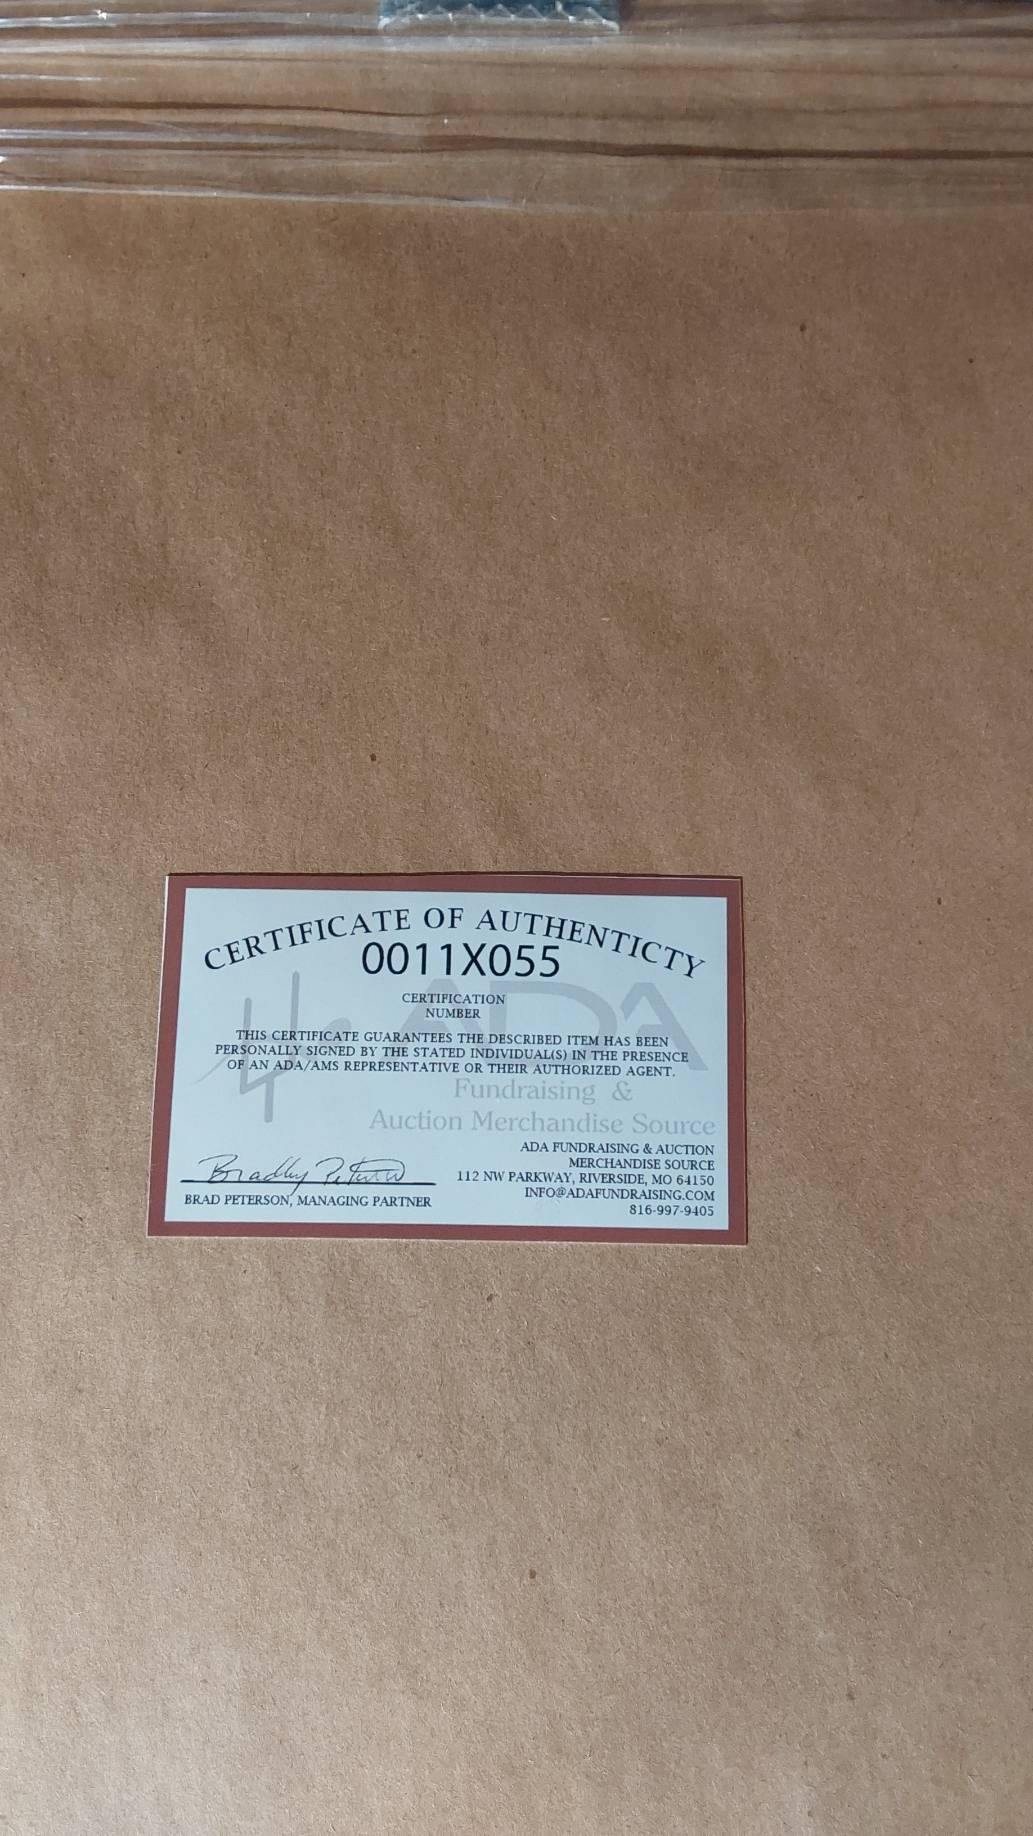 CERTIFICATE OF AUTHENTICTY
0011X055
CERTIFICATION
NUMBER
THIS CERTIFICATE GUARANTEES THE DESCRIBED ITEM HAS BEEN
PERSONALLY SIGNED BY THE STATED INDIVIDUAL(S) IN THE PRESENCE
OF AN ADA/AMS REPRESENTATIVE OR THEIR AUTHORIZED AGENT.
ADA
Fundraising &
Auction Merchandise Source
ADA FUNDRAISING & AUCTION
MERCHANDISE SOURCE
112 NW PARKWAY, RIVERSIDE, MO 64150
INFO@ADAFUNDRAISING.COM
816-997-9405
Bradley Peterson
BRAD PETERSON, MANAGING PARTNER